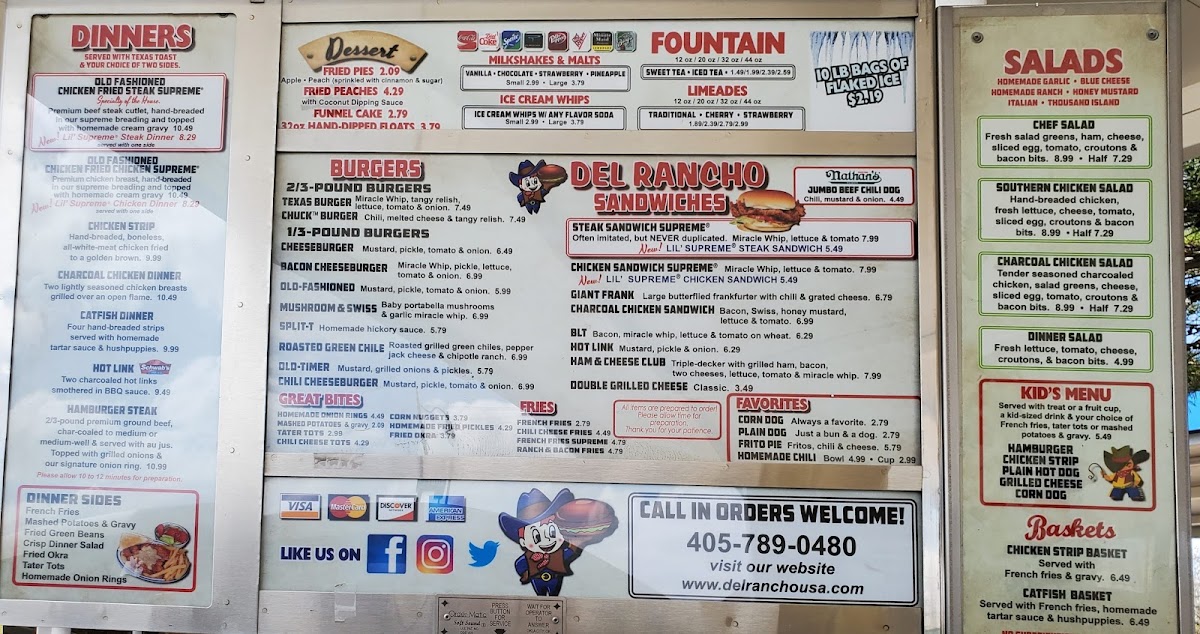 DINNERS
SERVED WITH TEXAS TOAST
& YOUR CHOICE OF TWO SIDES.
OLD FASHIONED
CHICKEN FRIED STEAK SUPREME®
Specialty of the House.
Premium beef steak cutlet, hand-breaded
in our supreme breading and topped
with homemade cream gravy 10.49
New! Lil' Supreme® Steak Dinner 8.29
served with one side
OLD FASHIONED
CHICKEN FRIED CHICKEN SUPREME®
Premium chicken breast, hand-breaded
in our supreme breading and topped
with homemade cream gravy 10.49
New! Lil' Supreme® Chicken Dinner 8.29
served with one side
CHICKEN STRIP
Hand-breaded, boneless,
all-white-meat chicken fried
to a golden brown. 9.99
CHARCOAL CHICKEN DINNER
Two lightly seasoned chicken breasts
grilled over an open flame. 10.49
CATFISH DINNER
Four hand-breaded strips
served with homemade
tartar sauce & hushpuppies. 9.99
HOT LINK Schwab's
Two charcoaled hot links
smothered in BBQ sauce. 9.49
HAMBURGER STEAK
2/3-pound premium ground beef,
char-coaled to medium or
medium-well & served with au jus.
Topped with grilled onions &
our signature onion ring. 10.99
Please allow 10 to 12 minutes for preparation.
DINNER SIDES
French Fries
Mashed Potatoes & Gravy
Fried Green Beans
Crisp Dinner Salad
Fried Okra
Tater Tots
Homemade Onion Rings
Dessert
FRIED PIES 2.09
Apple • Peach (sprinkled with cinnamon & sugar)
FRIED PEACHES 4.29
with Coconut Dipping Sauce
FUNNEL CAKE 2.79
32oz HAND-DIPPED FLOATS 3.79
MILKSHAKES & MALTS
VANILLA • CHOCOLATE • STRAWBERRY • PINEAPPLE
Small 2.99 • Large 3.79
ICE CREAM WHIPS
ICE CREAM WHIPS W/ ANY FLAVOR SODA
Small 2.99 • Large 3.79
FOUNTAIN
12 oz / 20 oz / 32 oz / 44 oz
SWEET TEA • ICED TEA • 1.49/1.99/2.39/2.59
LIMEADES
12 oz / 20 oz / 32 oz / 44 oz
TRADITIONAL • CHERRY • STRAWBERRY
1.89/2.39/2.79/2.99
10 LB BAGS OF
FLAKED ICE
$2.19
BURGERS
2/3-POUND BURGERS
TEXAS BURGER Miracle Whip, tangy relish,
lettuce, tomato & onion. 7.49
CHUCK™ BURGER Chili, melted cheese & tangy relish. 7.49
1/3-POUND BURGERS
CHEESEBURGER Mustard, pickle, tomato & onion. 6.49
BACON CHEESEBURGER Miracle Whip, pickle, lettuce,
tomato & onion. 6.99
OLD-FASHIONED Mustard, pickle, tomato & onion. 5.99
MUSHROOM & SWISS Baby portabella mushrooms
& garlic miracle whip. 6.99
SPLIT-T Homemade hickory sauce. 5.79
ROASTED GREEN CHILE Roasted grilled green chiles, pepper
jack cheese & chipotle ranch. 6.99
OLD-TIMER Mustard, grilled onions & pickles. 5.79
CHILI CHEESEBURGER Mustard, pickle, tomato & onion. 6.99
DEL RANCHO
SANDWICHES
Nathan's
JUMBO BEEF CHILI DOG
Chili, mustard & onion. 4.49
STEAK SANDWICH SUPREME®
Often imitated, but NEVER duplicated. Miracle Whip, lettuce & tomato 7.99
New! LIL' SUPREME® STEAK SANDWICH 5.49
CHICKEN SANDWICH SUPREME® Miracle Whip, lettuce & tomato. 7.99
New! LIL' SUPREME® CHICKEN SANDWICH 5.49
GIANT FRANK Large butterflied frankfurter with chili & grated cheese. 6.79
CHARCOAL CHICKEN SANDWICH Bacon, Swiss, honey mustard,
lettuce & tomato. 6.99
BLT Bacon, miracle whip, lettuce & tomato on wheat. 6.29
HOT LINK Mustard, pickle & onion. 6.29
HAM & CHEESE CLUB Triple-decker with grilled ham, bacon,
two cheeses, lettuce, tomato & miracle whip. 7.99
DOUBLE GRILLED CHEESE Classic. 3.49
GREAT BITES
HOMEMADE ONION RINGS 4.49
MASHED POTATOES & gravy 2.09
TATER TOTS 2.99
CHILI CHEESE TOTS 4.29
CORN NUGGETS 3.79
HOMEMADE FRIED PICKLES 4.29
FRIED OKRA 3.79
FRIES
FRENCH FRIES 2.79
CHILI CHEESE FRIES 4.49
FRENCH FRIES SUPREME 4.79
RANCH & BACON FRIES 4.79
All items are prepared to order!
Please allow time for
preparation.
Thank you for your patience.
FAVORITES
CORN DOG Always a favorite. 2.79
PLAIN DOG Just a bun & a dog. 2.79
FRITO PIE Fritos, chili & cheese. 5.79
HOMEMADE CHILI Bowl 4.99 • Cup 2.99
VISA MasterCard DISCOVER AMERICAN EXPRESS
LIKE US ON
CALL IN ORDERS WELCOME!
405-789-0480
visit our website
www.delranchousa.com
PRESS
BUTTON
FOR
SERVICE
WAIT FOR
OPERATOR
TO
ANSWER
SALADS
HOMEMADE GARLIC • BLUE CHEESE
HOMEMADE RANCH • HONEY MUSTARD
ITALIAN • THOUSAND ISLAND
CHEF SALAD
Fresh salad greens, ham, cheese,
sliced egg, tomato, croutons &
bacon bits. 8.99 • Half 7.29
SOUTHERN CHICKEN SALAD
Hand-breaded chicken,
fresh lettuce, cheese, tomato,
sliced egg, croutons & bacon
bits. 8.99 • Half 7.29
CHARCOAL CHICKEN SALAD
Tender seasoned charcoaled
chicken, salad greens, cheese,
sliced egg, tomato, croutons &
bacon bits. 8.99 • Half 7.29
DINNER SALAD
Fresh lettuce, tomato, cheese,
croutons, & bacon bits. 4.99
KID'S MENU
Served with treat or a fruit cup,
a kid-sized drink & your choice of
French fries, tater tots or mashed
potatoes & gravy. 5.49
HAMBURGER
CHICKEN STRIP
PLAIN HOT DOG
GRILLED CHEESE
CORN DOG
Baskets
CHICKEN STRIP BASKET
Served with
French fries & gravy. 6.49
CATFISH BASKET
Served with French fries, homemade
tartar sauce & hushpuppies. 6.49